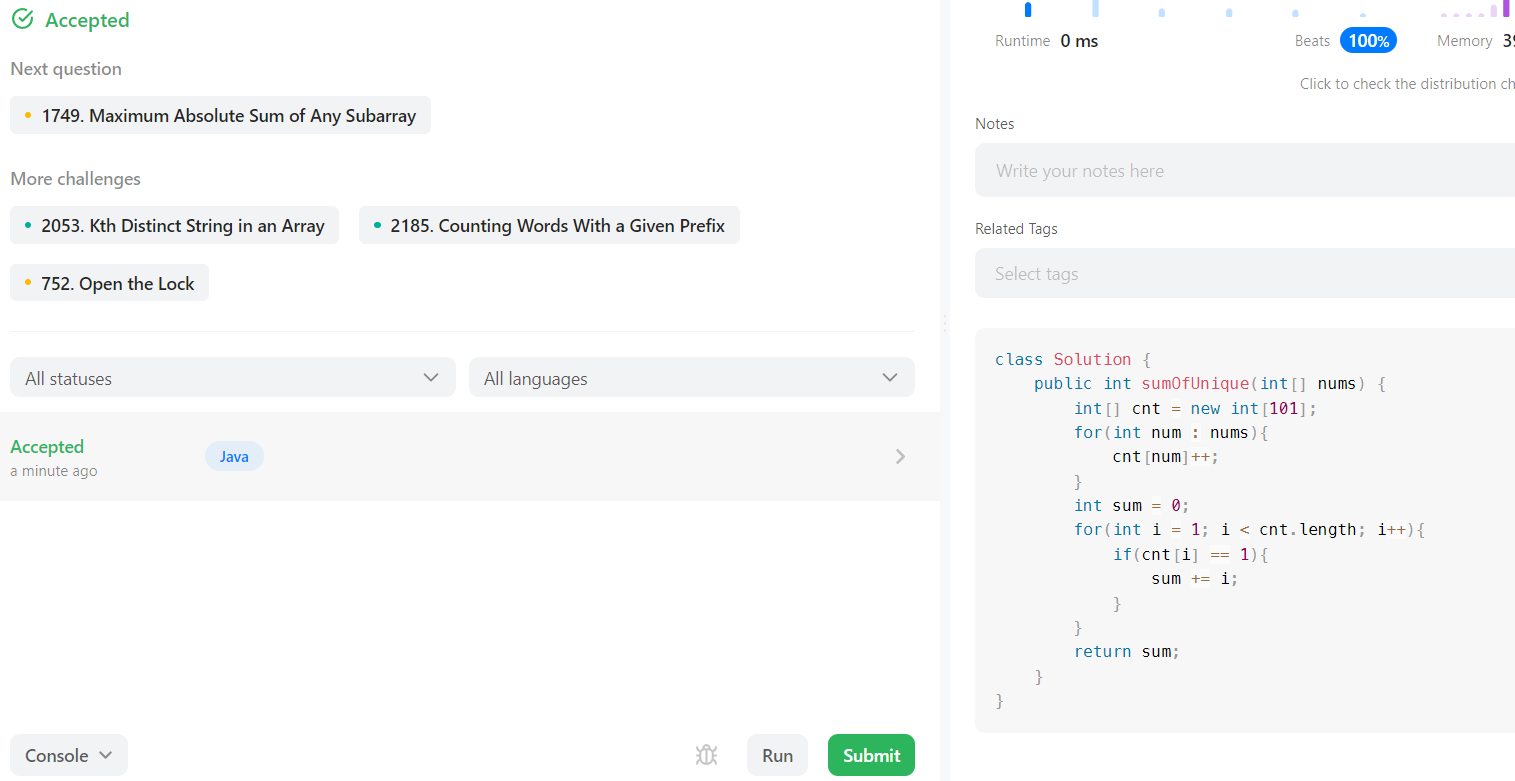 Accepted
Next question
1749. Maximum Absolute Sum of Any Subarray
More challenges
2053. Kth Distinct String in an Array
2185. Counting Words With a Given Prefix
752. Open the Lock
All statuses
All languages
Accepted
a minute ago
Java
Console
Run
Submit
Runtime 0 ms
Beats 100%
Memory 39
Click to check the distribution ch
Notes
Write your notes here
Related Tags
Select tags
class Solution {
    public int sumOfUnique(int[] nums) {
        int[] cnt = new int[101];
        for(int num : nums){
            cnt[num]++;
        }
        int sum = 0;
        for(int i = 1; i < cnt.length; i++){
            if(cnt[i] == 1){
                sum += i;
            }
        }
        return sum;
    }
}